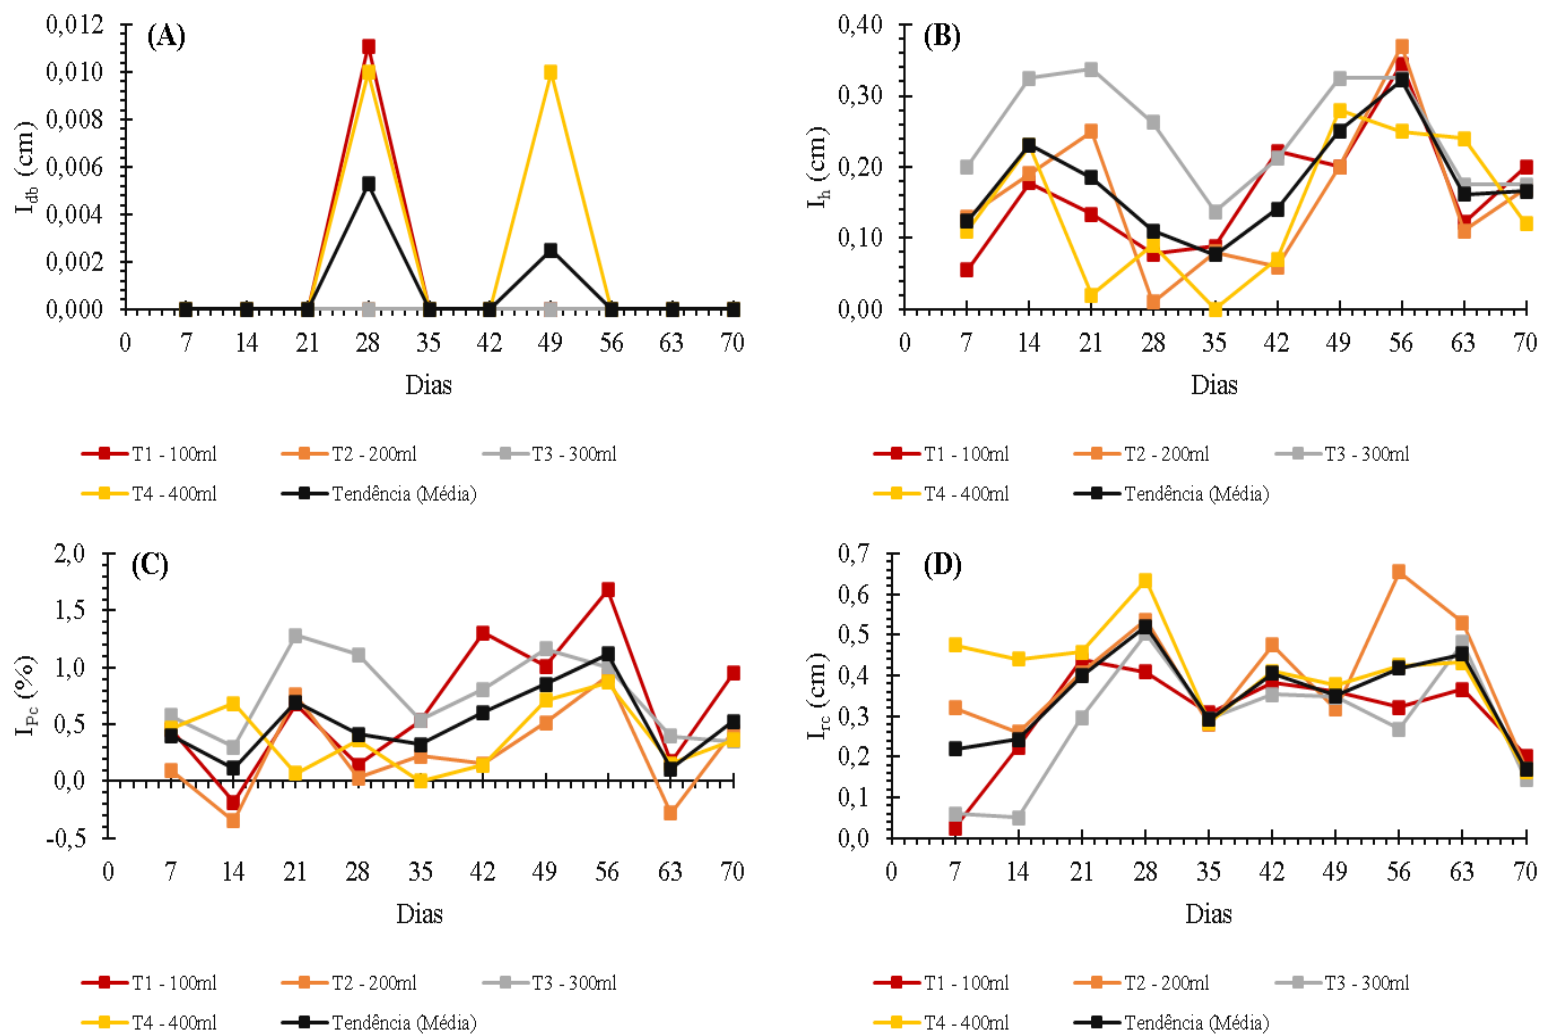 (A)
I_db (cm)
0,012
0,010
0,008
0,006
0,004
0,002
0,000
0 7 14 21 28 35 42 49 56 63 70
Dias
T1 - 100ml T2 - 200ml T3 - 300ml
T4 - 400ml Tendência (Média)
(B)
I_h (cm)
0,40
0,30
0,20
0,10
0,00
0 7 14 21 28 35 42 49 56 63 70
Dias
T1 - 100ml T2 - 200ml T3 - 300ml
T4 - 400ml Tendência (Média)
(C)
I_Pc (%)
2,0
1,5
1,0
0,5
0,0
-0,5
0 7 14 21 28 35 42 49 56 63 70
Dias
T1 - 100ml T2 - 200ml T3 - 300ml
T4 - 400ml Tendência (Média)
(D)
I_rc (cm)
0,7
0,6
0,5
0,4
0,3
0,2
0,1
0,0
0 7 14 21 28 35 42 49 56 63 70
Dias
T1 - 100ml T2 - 200ml T3 - 300ml
T4 - 400ml Tendência (Média)